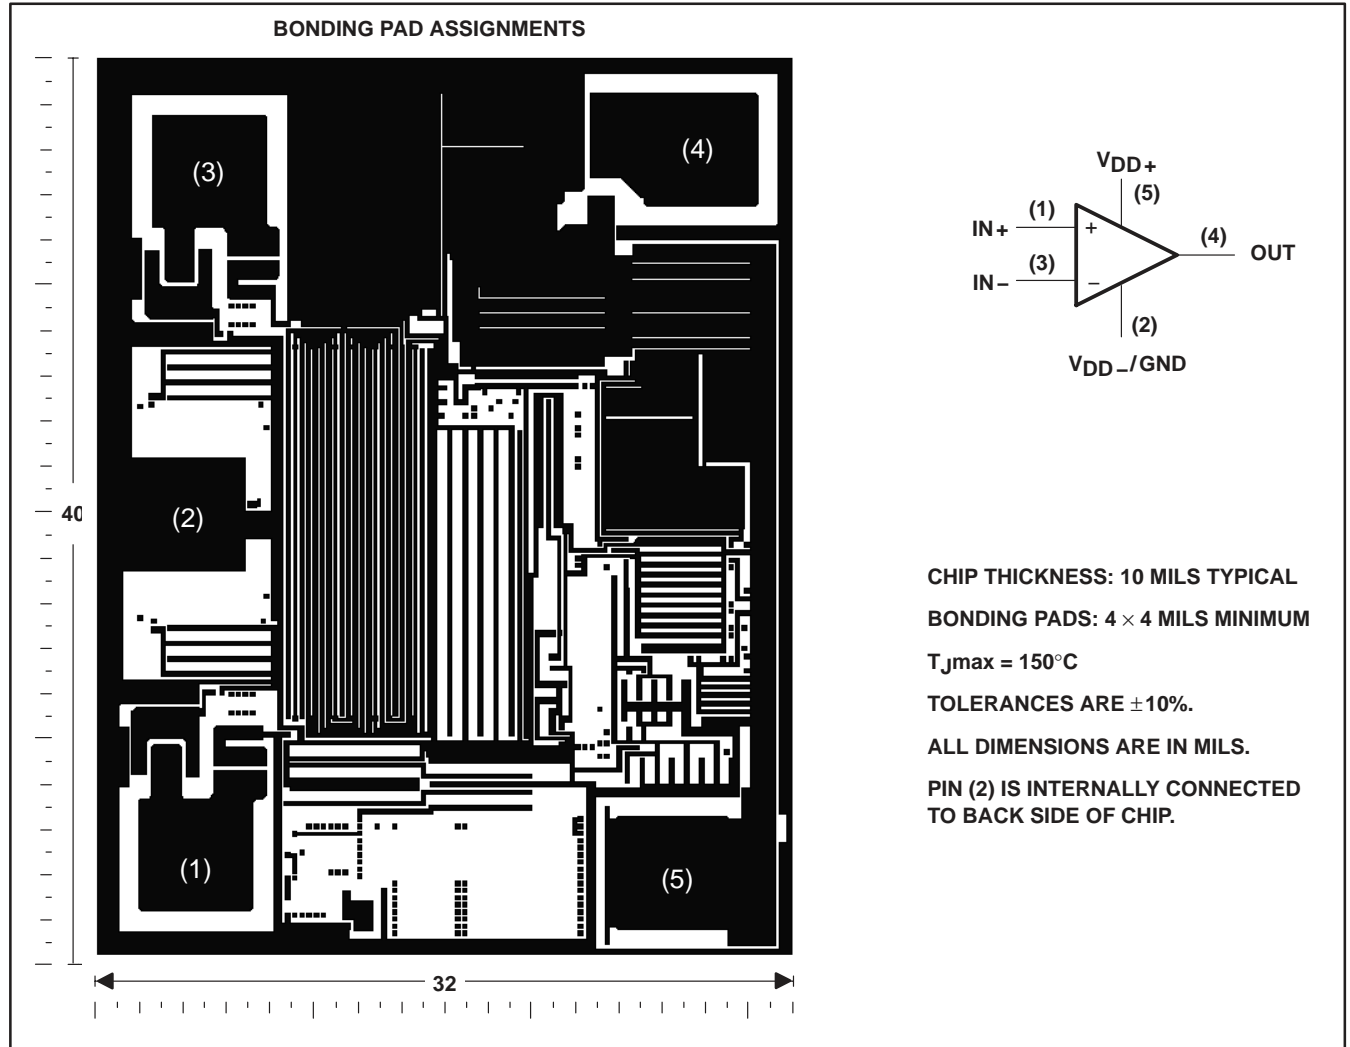 BONDING PAD ASSIGNMENTS
(3)
(4)
(2)
(1)
(5)
40
32
VDD+
(5)
(1)
IN+
+
(4)
OUT
(3)
IN−
−
(2)
VDD−/GND
CHIP THICKNESS: 10 MILS TYPICAL
BONDING PADS: 4 × 4 MILS MINIMUM
TJmax = 150°C
TOLERANCES ARE ±10%.
ALL DIMENSIONS ARE IN MILS.
PIN (2) IS INTERNALLY CONNECTED
TO BACK SIDE OF CHIP.